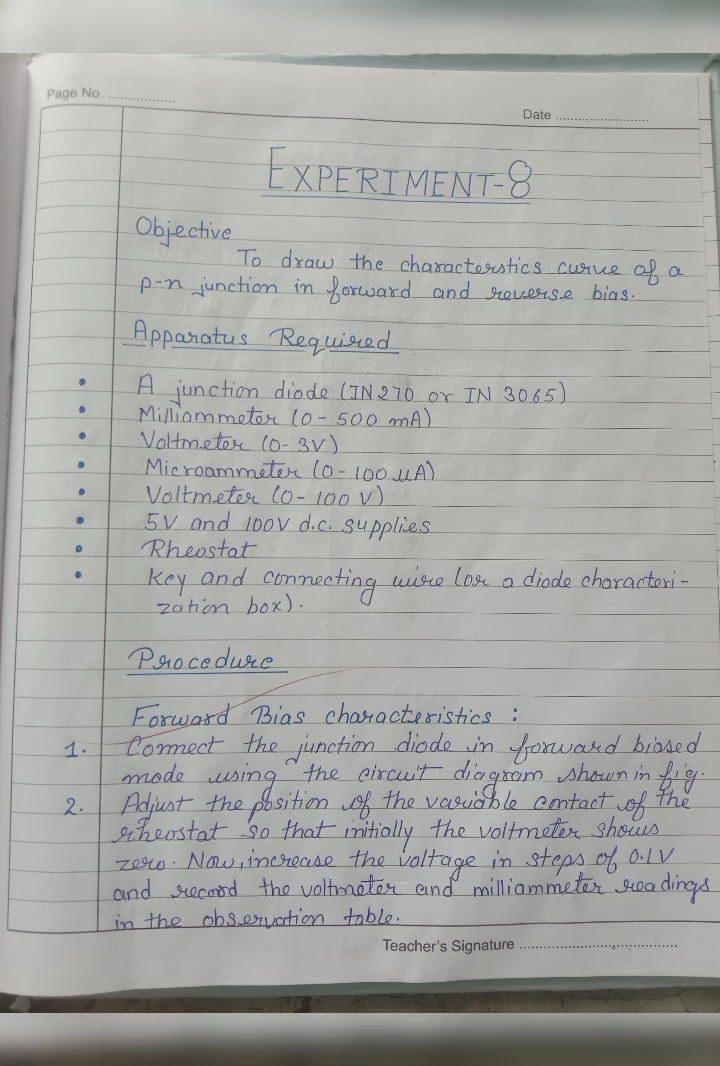 Page No. ................
Date ........................
EXPERIMENT-8
Objective
To draw the characterstics curve of a
p-n junction in forward and reverse bias.
Apparatus Required
• A junction diode (IN270 or IN 3065)
• Milliammeter (0-500 mA)
• Voltmeter (0-3V)
• Microammeter (0-100 μA)
• Voltmeter (0-100 V)
• 5V and 100V d.c. supplies
• Rheostat
• Key and connecting wire (or a diode characteri-
zation box).
Procedure
Forward Bias characteristics :
1. Connect the junction diode in forward biased
mode using the circuit diagram shown in fig.
2. Adjust the position of the variable contact of the
rheostat so that initially the voltmeter shows
zero. Now, increase the voltage in steps of 0.1V
and record the voltmeter and milliammeter readings
in the observation table.
Teacher's Signature ........................................